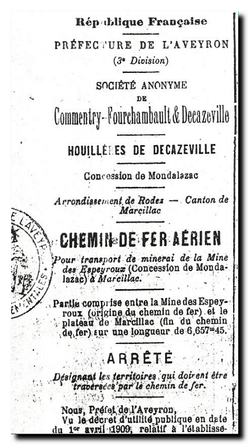 République Française
PRÉFECTURE DE L'AVEYRON
(3e Division)
SOCIÉTÉ ANONYME
DE
Commentry-Fourchambault & Decazeville
HOUILLÈRES DE DECAZEVILLE
Concession de Mondalazac
Arrondissement de Rodez — Canton de
Marcillac
CHEMIN DE FER AÉRIEN
Pour transport de minerai de la Mine
des Espeyroux (Concession de Monda-
lazac) à Marcillac.
Partie comprise entre la Mine des Espey-
roux (origine du chemin de fer) et le
plateau de Marcillac (fin du chemin
de fer) sur une longueur de 6,657m45.
ARRÊTÉ
Désignant les territoires qui doivent être
traversés par le chemin de fer.
Nous, Préfet de l'Aveyron,
Vu le décret d'utilité publique en date
du 1er avril 1909, relatif à l'établisse-
L'AVEYR